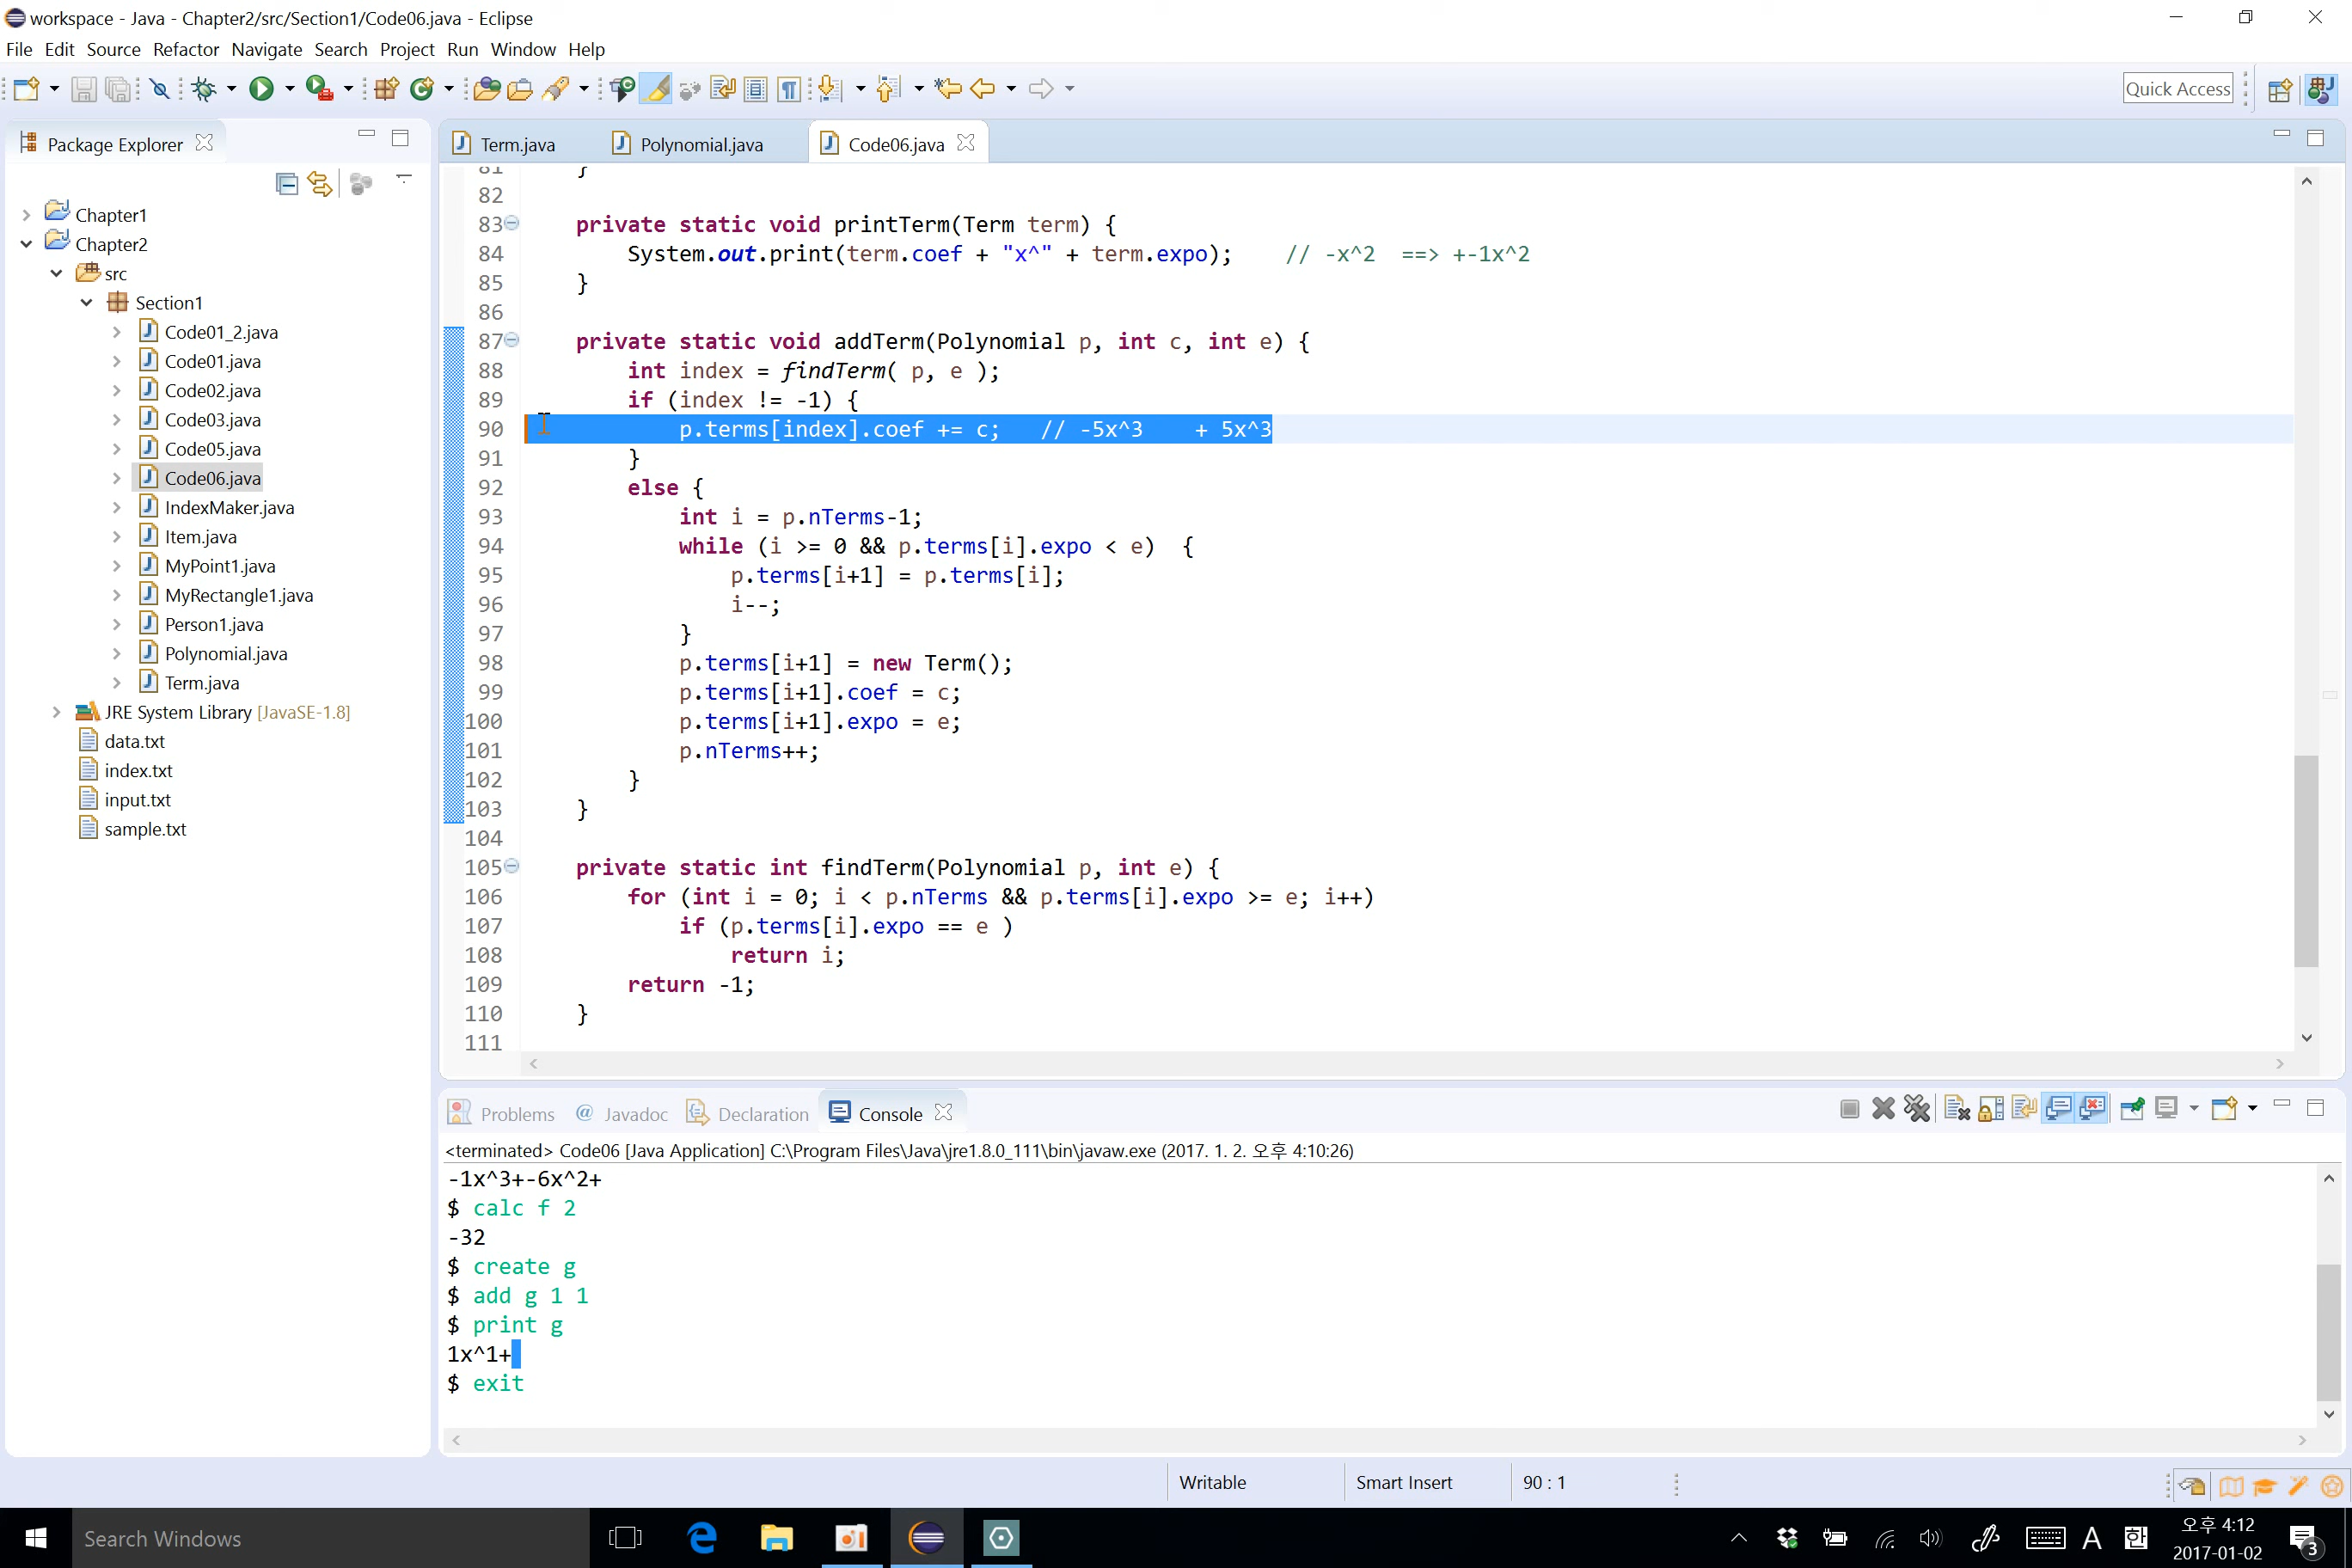 workspace - Java - Chapter2/src/Section1/Code06.java - Eclipse
File Edit Source Refactor Navigate Search Project Run Window Help
Quick Access
Package Explorer
Term.java Polynomial.java Code06.java
Chapter1
Chapter2
src
Section1
Code01_2.java
Code01.java
Code02.java
Code03.java
Code05.java
Code06.java
IndexMaker.java
Item.java
MyPoint1.java
MyRectangle1.java
Person1.java
Polynomial.java
Term.java
JRE System Library [JavaSE-1.8]
data.txt
index.txt
input.txt
sample.txt
81 }
82
83 private static void printTerm(Term term) {
84 System.out.print(term.coef + "x^" + term.expo); // -x^2 ==> +-1x^2
85 }
86
87 private static void addTerm(Polynomial p, int c, int e) {
88 int index = findTerm( p, e );
89 if (index != -1) {
90 p.terms[index].coef += c; // -5x^3 + 5x^3
91 }
92 else {
93 int i = p.nTerms-1;
94 while (i >= 0 && p.terms[i].expo < e) {
95 p.terms[i+1] = p.terms[i];
96 i--;
97 }
98 p.terms[i+1] = new Term();
99 p.terms[i+1].coef = c;
100 p.terms[i+1].expo = e;
101 p.nTerms++;
102 }
103 }
104
105 private static int findTerm(Polynomial p, int e) {
106 for (int i = 0; i < p.nTerms && p.terms[i].expo >= e; i++)
107 if (p.terms[i].expo == e )
108 return i;
109 return -1;
110 }
111
Problems @ Javadoc Declaration Console
<terminated> Code06 [Java Application] C:\Program Files\Java\jre1.8.0_111\bin\javaw.exe (2017. 1. 2. 오후 4:10:26)
-1x^3+-6x^2+
$ calc f 2
-32
$ create g
$ add g 1 1
$ print g
1x^1+
$ exit
Writable Smart Insert 90 : 1
Search Windows
A 한 오후 4:12
2017-01-02 3